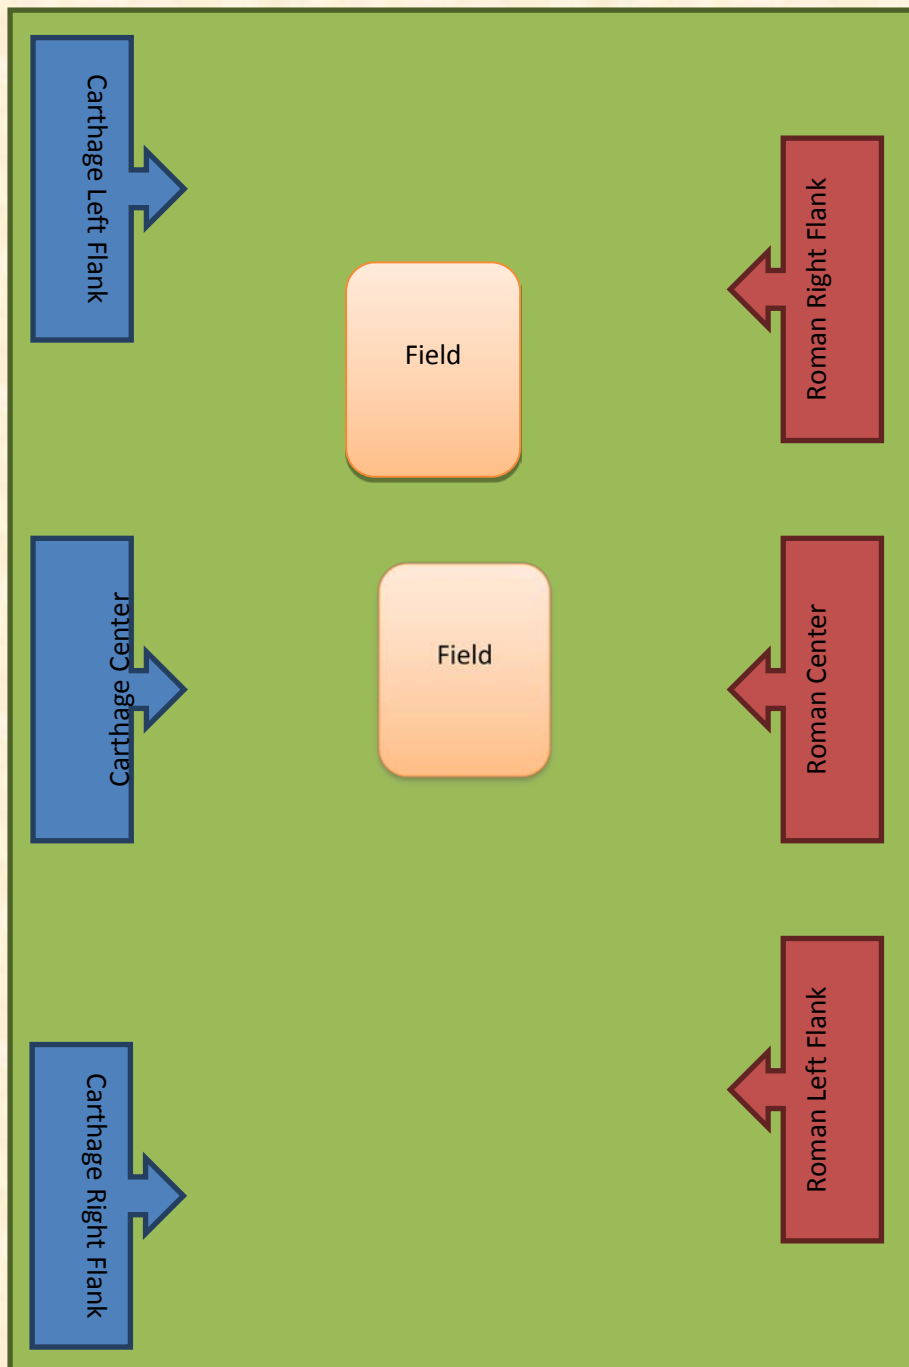 Carthage Left Flank
Roman Right Flank
Field
Carthage Center
Field
Roman Center
Roman Left Flank
Carthage Right Flank